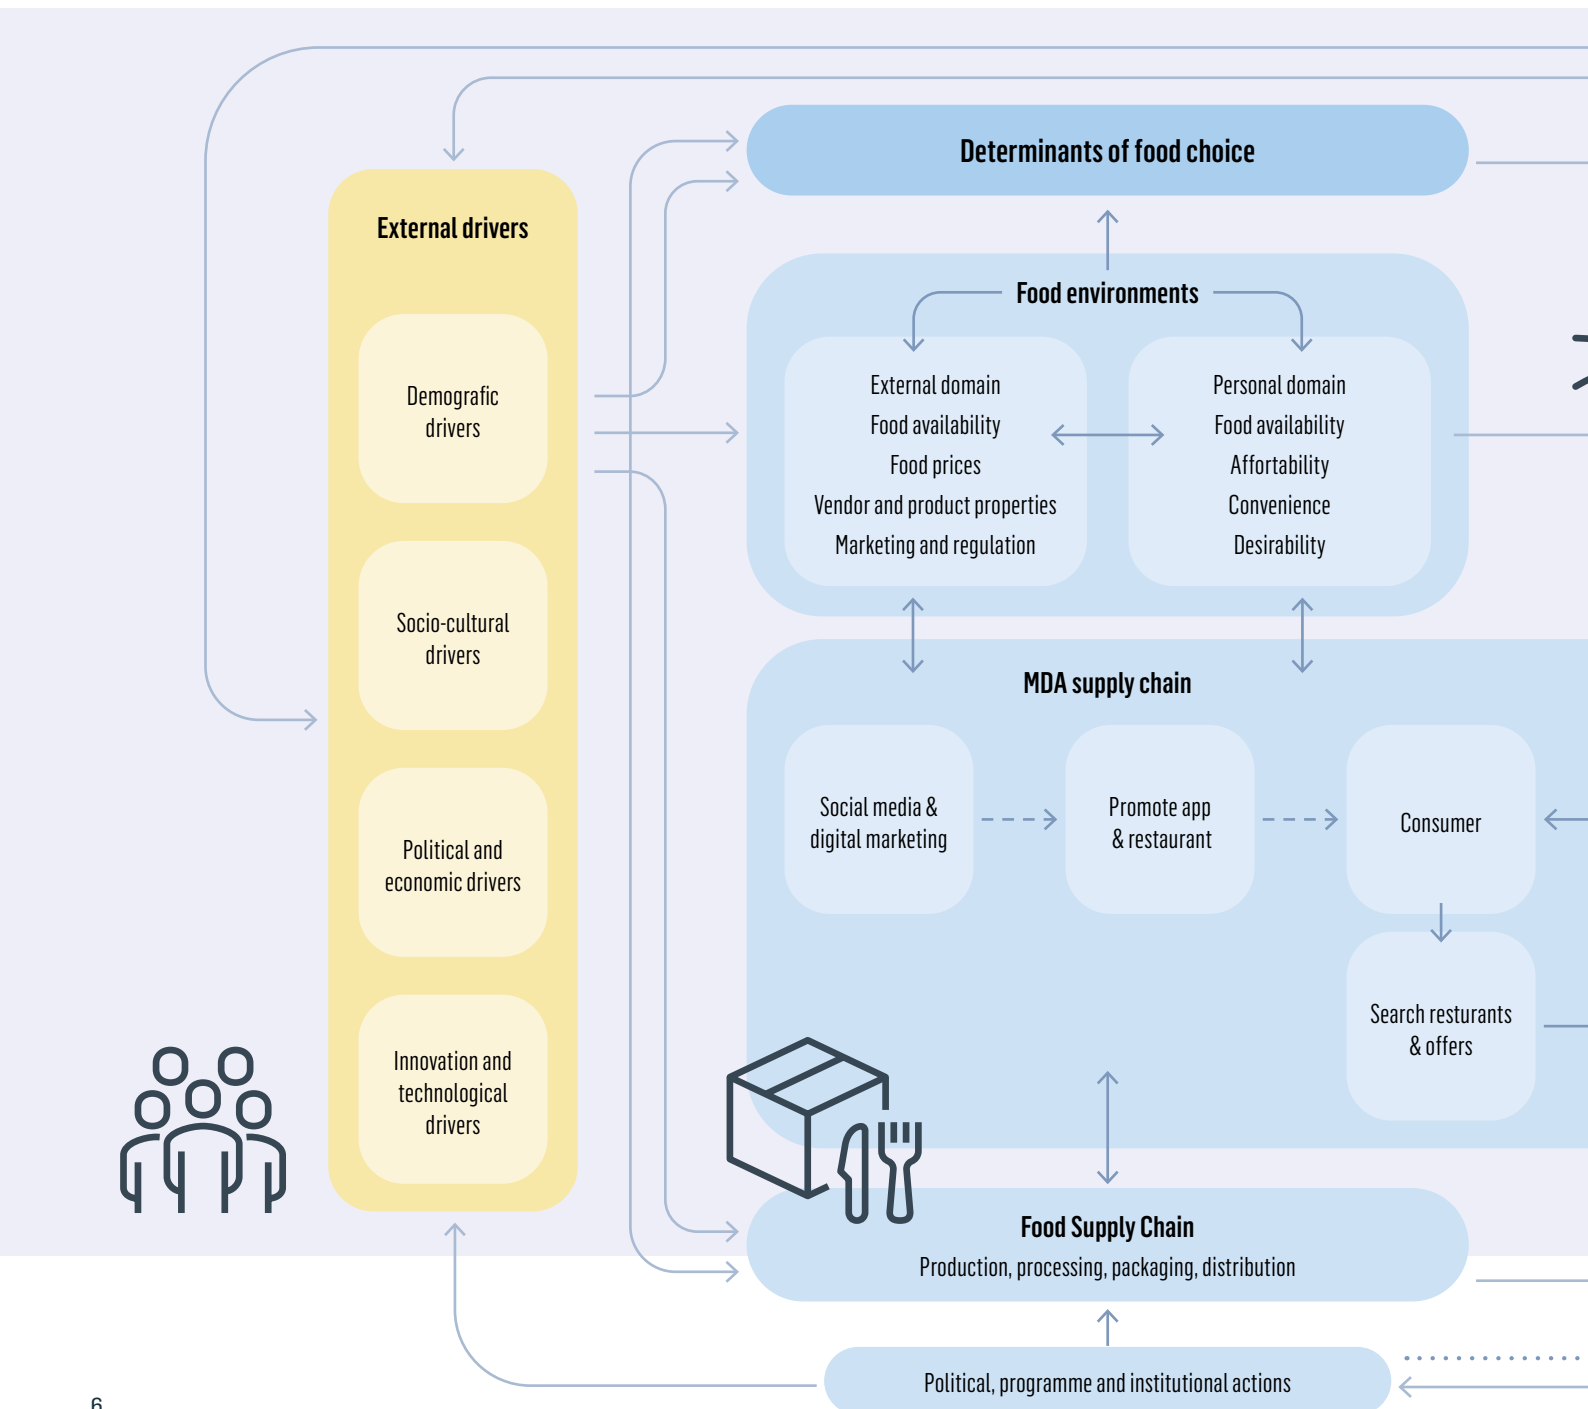 Determinants of food choice
External drivers
Demografic
drivers
Socio-cultural
drivers
Political and
economic drivers
Innovation and
technological
drivers
Food environments
External domain
Food availability
Food prices
Vendor and product properties
Marketing and regulation
Personal domain
Food availability
Affortability
Convenience
Desirability
MDA supply chain
Social media &
digital marketing
Promote app
& restaurant
Consumer
Search resturants
& offers
Food Supply Chain
Production, processing, packaging, distribution
Political, programme and institutional actions
6